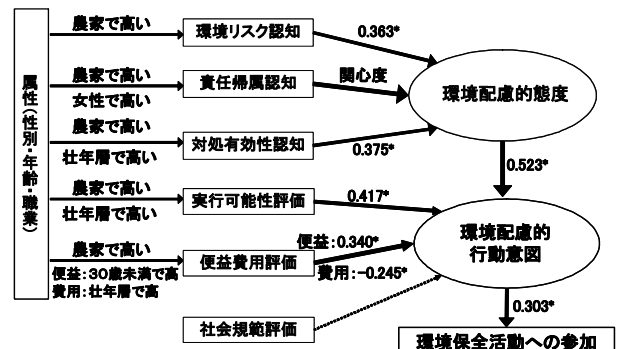 属性（性別・年齢・職業）
農家で高い
環境リスク認知
0.363*
農家で高い
女性で高い
責任帰属認知
関心度
環境配慮的態度
農家で高い
壮年層で高い
対処有効性認知
0.375*
0.523*
農家で高い
壮年層で高い
実行可能性評価
0.417*
環境配慮的
行動意図
農家で高い
便益：30歳未満で高
費用：壮年層で高
便益費用評価
便益：0.340*
費用：-0.245*
社会規範評価
0.303*
環境保全活動への参加